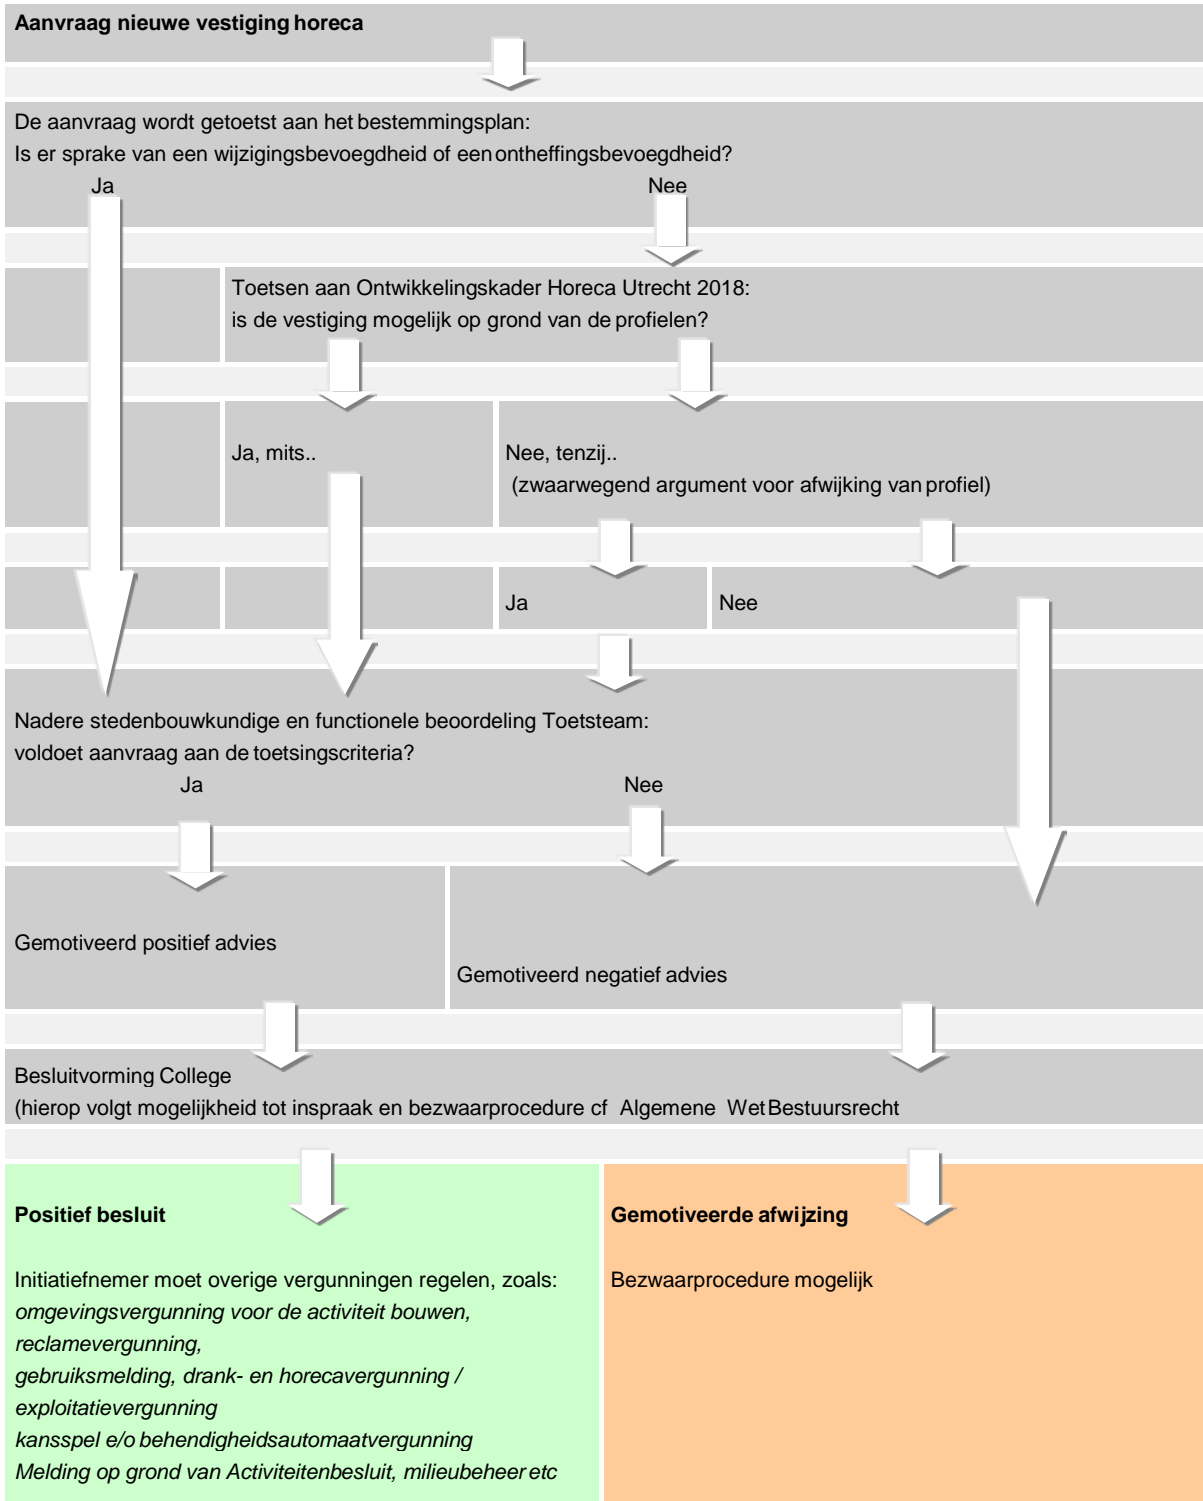 Aanvraag nieuwe vestiging horeca
De aanvraag wordt getoetst aan het bestemmingsplan:
Is er sprake van een wijzigingsbevoegdheid of een ontheffingsbevoegdheid?
Ja
Nee
Toetsen aan Ontwikkelingskader Horeca Utrecht 2018:
is de vestiging mogelijk op grond van de profielen?
Ja, mits..
Nee, tenzij..
(zwaarwegend argument voor afwijking van profiel)
Ja
Nee
Nadere stedenbouwkundige en functionele beoordeling Toetsteam:
voldoet aanvraag aan de toetsingscriteria?
Ja
Nee
Gemotiveerd positief advies
Gemotiveerd negatief advies
Besluitvorming College
(hierop volgt mogelijkheid tot inspraak en bezwaarprocedure cf Algemene Wet Bestuursrecht
Positief besluit
Initiatiefnemer moet overige vergunningen regelen, zoals:
omgevingsvergunning voor de activiteit bouwen,
reclamevergunning,
gebruiksmelding, drank- en horecavergunning /
exploitatievergunning
kansspel e/o behendigheidsautomaatvergunning
Melding op grond van Activiteitenbesluit, milieubeheer etc
Gemotiveerde afwijzing
Bezwaarprocedure mogelijk